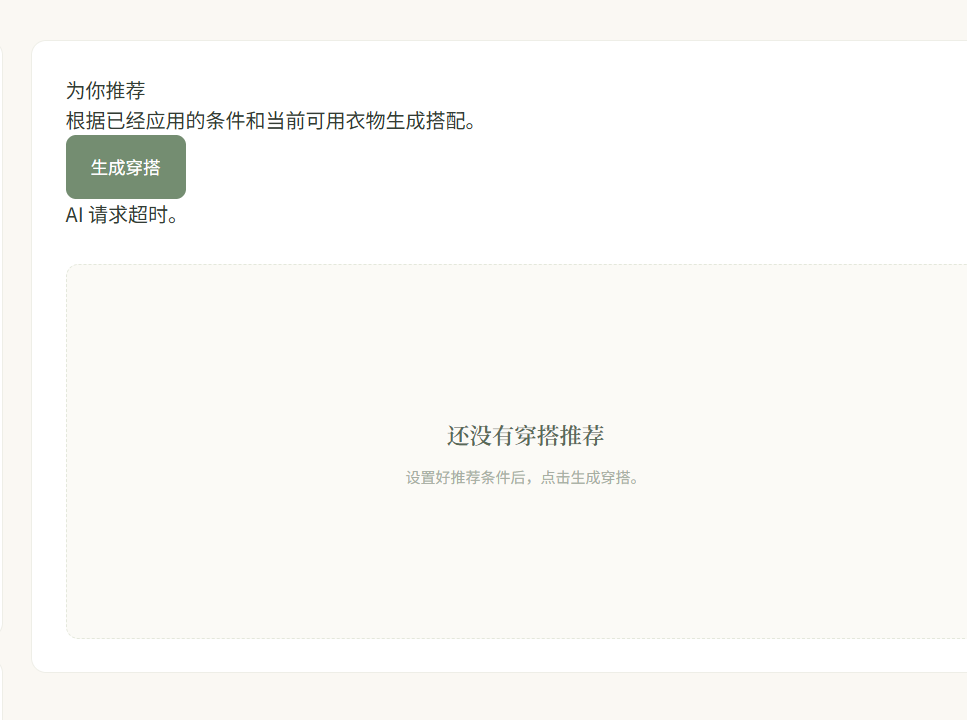 为你推荐
根据已经应用的条件和当前可用衣物生成搭配。
生成穿搭
AI 请求超时。
还没有穿搭推荐
设置好推荐条件后，点击生成穿搭。